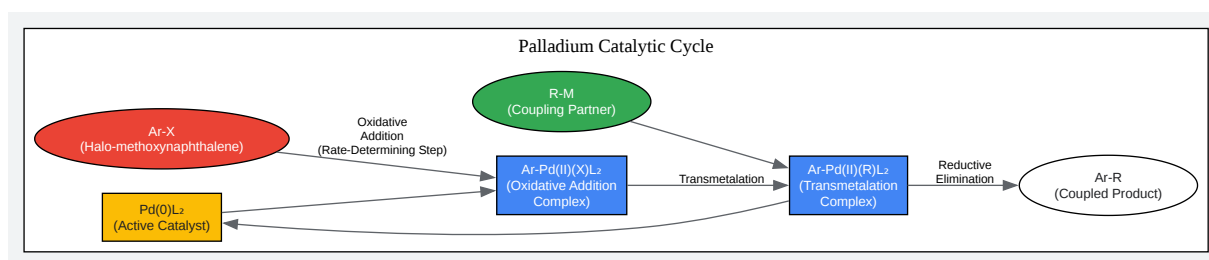 Palladium Catalytic Cycle
R-M
(Coupling Partner)
Ar-X
(Halo-methoxynaphthalene)
Oxidative
Addition
(Rate-Determining Step)
Ar-Pd(II)(X)L₂
(Oxidative Addition
Complex)
Transmetalation
Ar-Pd(II)(R)L₂
(Transmetalation
Complex)
Reductive
Elimination
Ar-R
(Coupled Product)
Pd(0)L₂
(Active Catalyst)